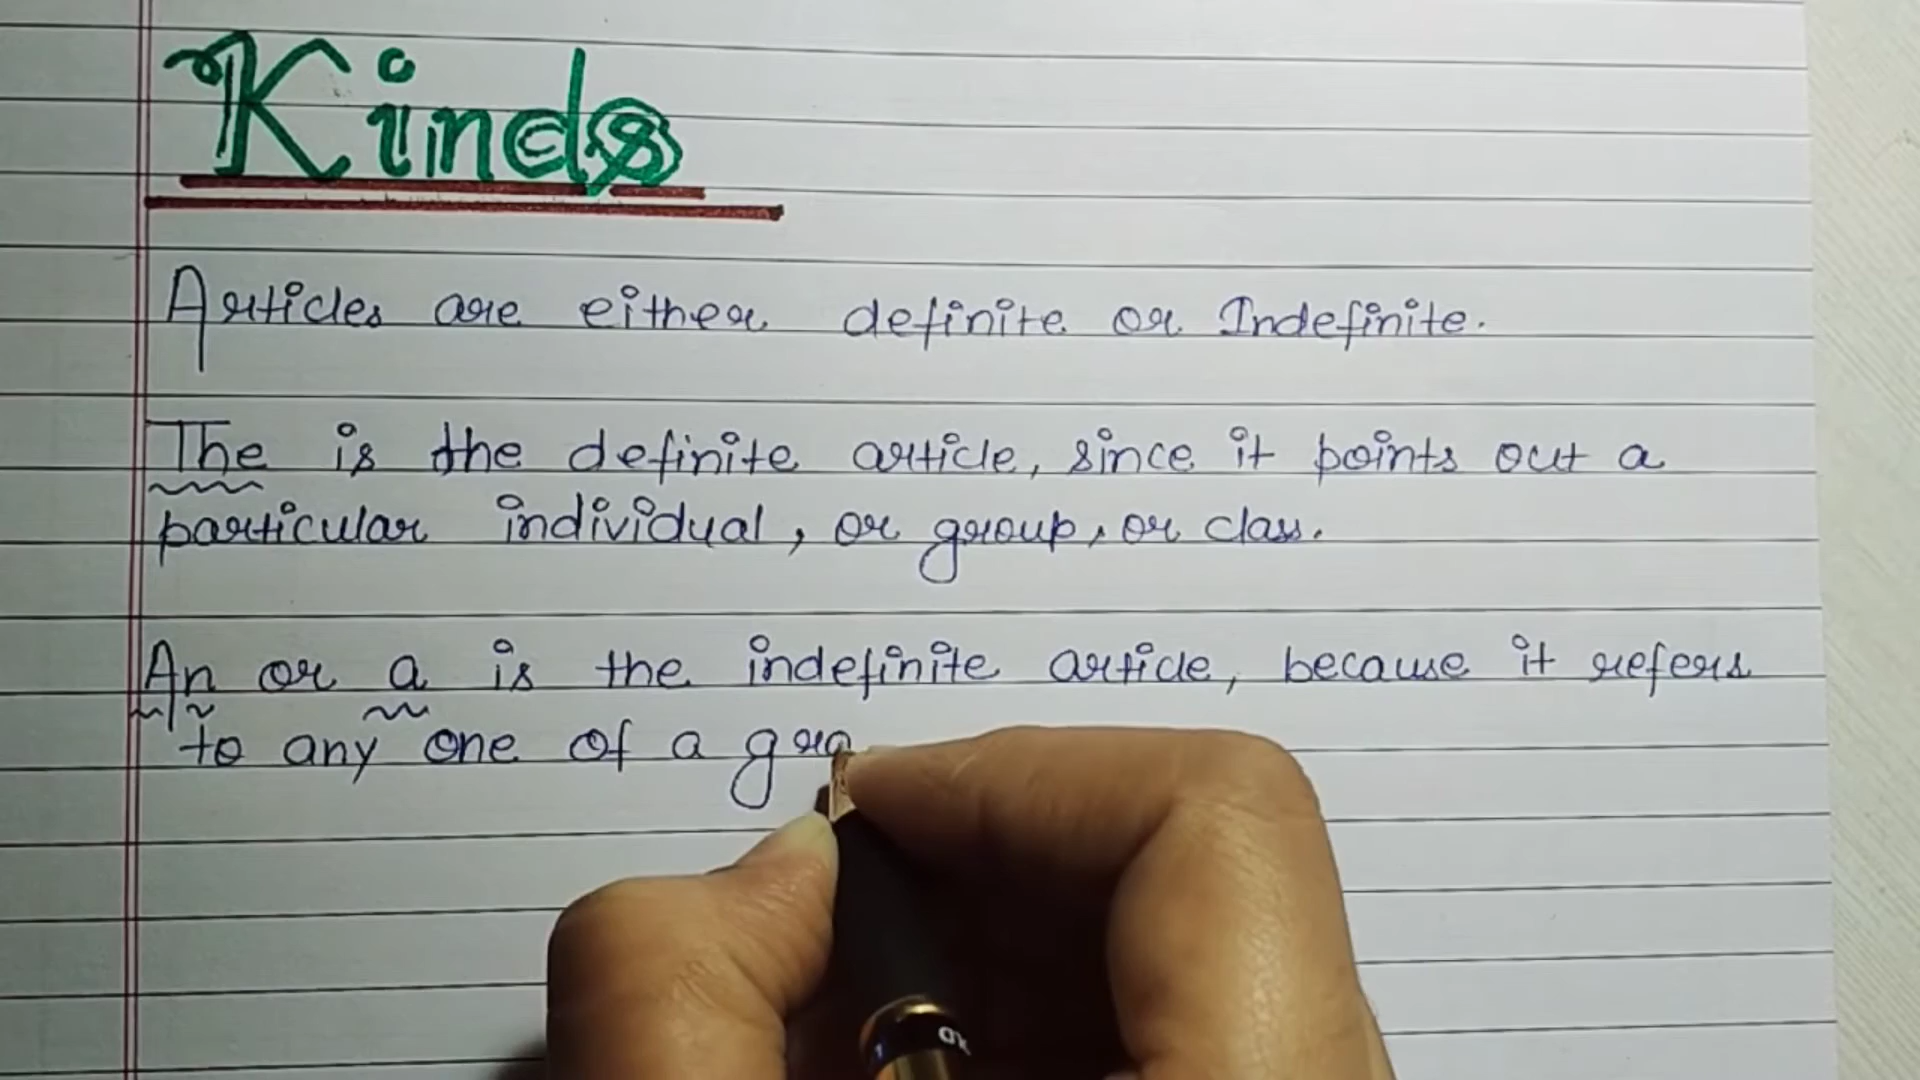 Kinds
Articles are either definite or Indefinite.
The is the definite article, since it points out a
particular individual, or group, or class.
An or a is the indefinite article, because it refers
to any one of a gro